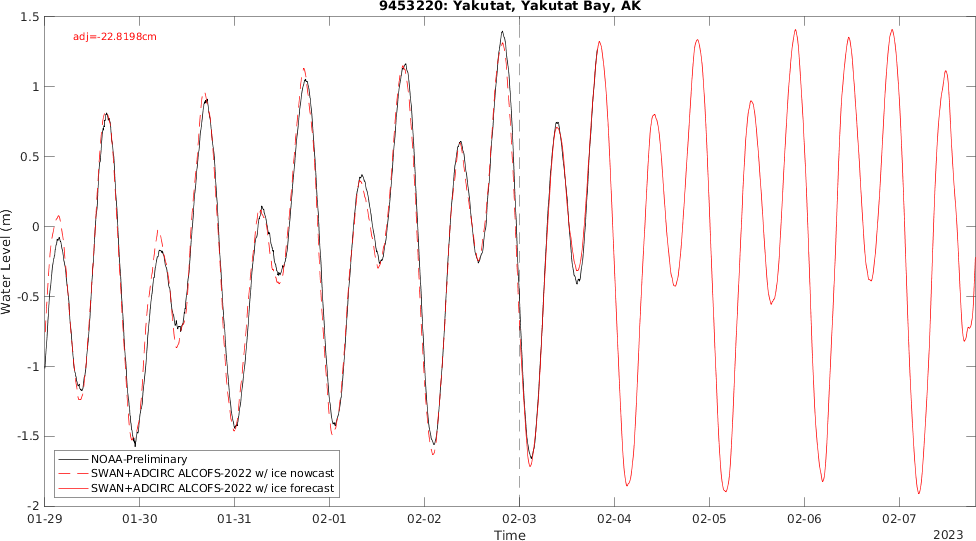 9453220: Yakutat, Yakutat Bay, AK
adj=-22.8198cm
1.5
1
0.5
0
-0.5
-1
-1.5
-2
Water Level (m)
NOAA-Preliminary
SWAN+ADCIRC ALCOFS-2022 w/ ice nowcast
SWAN+ADCIRC ALCOFS-2022 w/ ice forecast
01-29 01-30 01-31 02-01 02-02 02-03 02-04 02-05 02-06 02-07
Time
2023